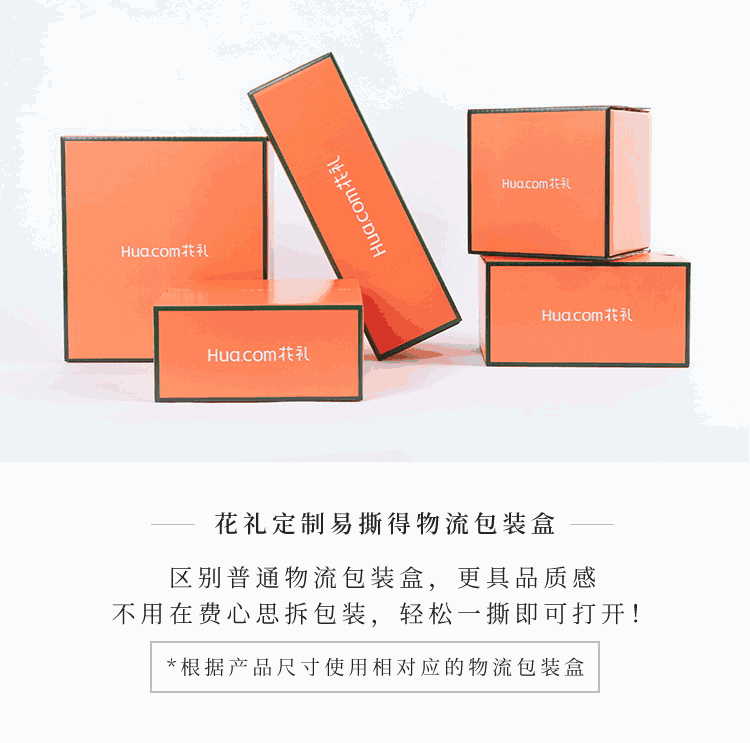 Hua.com花礼
Hua.com花礼
Hua.com花礼
Hua.com花礼
Hua.com花礼
花礼定制易撕得物流包装盒
区别普通物流包装盒，更具品质感
不用在费心思拆包装，轻松一撕即可打开！
*根据产品尺寸使用相对应的物流包装盒